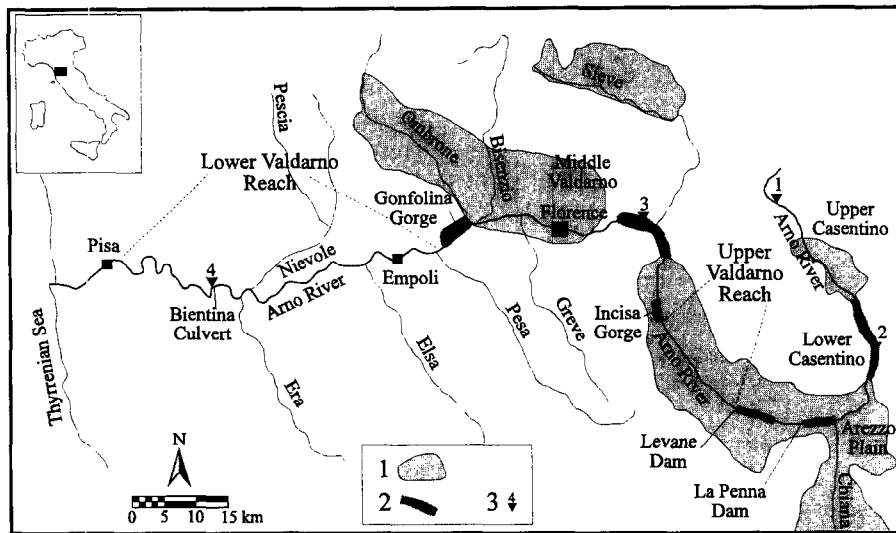 Pescia
Sieve
Ombrone
Bisenzio
Lower Valdarno
Reach
Middle
Valdarno
Gonfolina
Gorge
Florence
3
1
Upper
Casentino
Arno River
Pisa
4
Nievole
Empoli
Upper
Valdarno
Reach
Bientina
Culvert
Arno River
Incisa
Gorge
2
Lower
Casentino
Thyrrenian Sea
Era
Elsa
Pesa
Greve
Arno River
Levane
Dam
Arezzo
Plain
La Penna
Dam
Chiana
N
0 5 10 15 km
1
2
3 4